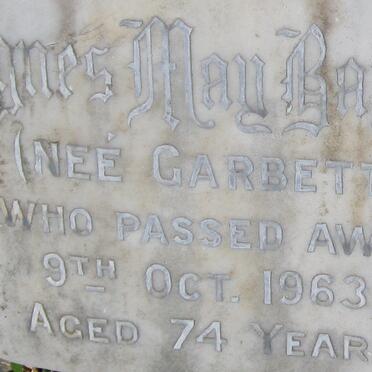 gnes May Ba
(NEÉ GARBETT
WHO PASSED AW
9TH OCT. 1963
AGED 74 YEAR